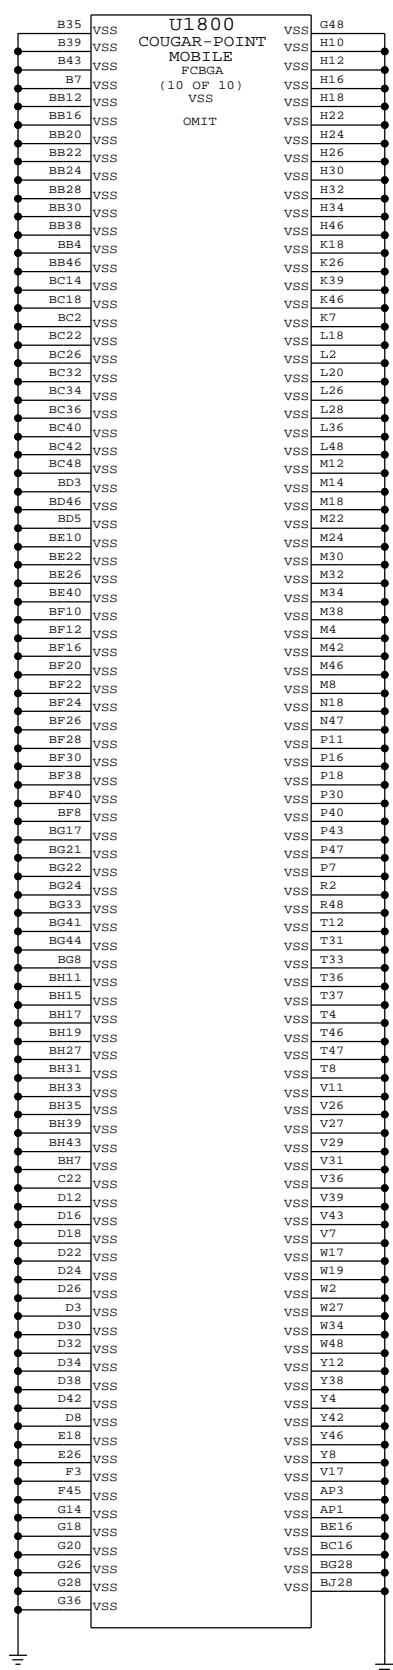 U1800
COUGAR-POINT
MOBILE
FCBGA
(10 OF 10)
VSS
OMIT
B35 VSS VSS G48
B39 VSS VSS H10
B43 VSS VSS H12
B7 VSS VSS H16
BB12 VSS VSS H18
BB16 VSS VSS H22
BB20 VSS VSS H24
BB22 VSS VSS H26
BB24 VSS VSS H30
BB28 VSS VSS H32
BB30 VSS VSS H34
BB38 VSS VSS H46
BB4 VSS VSS K18
BB46 VSS VSS K26
BC14 VSS VSS K39
BC18 VSS VSS K46
BC2 VSS VSS K7
BC22 VSS VSS L18
BC26 VSS VSS L2
BC32 VSS VSS L20
BC34 VSS VSS L26
BC36 VSS VSS L28
BC40 VSS VSS L36
BC42 VSS VSS L48
BC48 VSS VSS M12
BD3 VSS VSS M14
BD46 VSS VSS M18
BD5 VSS VSS M22
BE10 VSS VSS M24
BE22 VSS VSS M30
BE26 VSS VSS M32
BE40 VSS VSS M34
BF10 VSS VSS M38
BF12 VSS VSS M4
BF16 VSS VSS M42
BF20 VSS VSS M46
BF22 VSS VSS M8
BF24 VSS VSS N18
BF26 VSS VSS N47
BF28 VSS VSS P11
BF30 VSS VSS P16
BF38 VSS VSS P18
BF40 VSS VSS P30
BF8 VSS VSS P40
BG17 VSS VSS P43
BG21 VSS VSS P47
BG22 VSS VSS P7
BG24 VSS VSS R2
BG33 VSS VSS R48
BG41 VSS VSS T12
BG44 VSS VSS T31
BG8 VSS VSS T33
BH11 VSS VSS T36
BH15 VSS VSS T37
BH17 VSS VSS T4
BH19 VSS VSS T46
BH27 VSS VSS T47
BH31 VSS VSS T8
BH33 VSS VSS V11
BH35 VSS VSS V26
BH39 VSS VSS V27
BH43 VSS VSS V29
BH7 VSS VSS V31
C22 VSS VSS V36
D12 VSS VSS V39
D16 VSS VSS V43
D18 VSS VSS V7
D22 VSS VSS W17
D24 VSS VSS W19
D26 VSS VSS W2
D3 VSS VSS W27
D30 VSS VSS W34
D32 VSS VSS W48
D34 VSS VSS Y12
D38 VSS VSS Y38
D42 VSS VSS Y4
D8 VSS VSS Y42
E18 VSS VSS Y46
E26 VSS VSS Y8
F3 VSS VSS V17
F45 VSS VSS AP3
G14 VSS VSS AP1
G18 VSS VSS BE16
G20 VSS VSS BC16
G26 VSS VSS BG28
G28 VSS VSS BJ28
G36 VSS